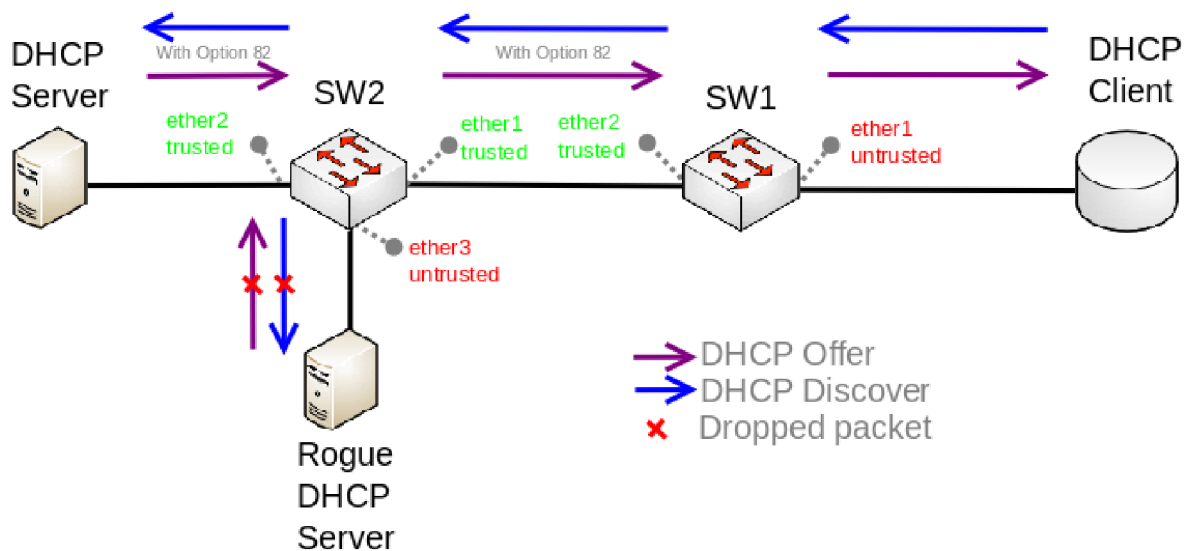 DHCP
Server
With Option 82
With Option 82
DHCP
Client
SW2
SW1
ether2
trusted
ether1
trusted
ether2
trusted
ether1
untrusted
ether3
untrusted
Rogue
DHCP
Server
DHCP Offer
DHCP Discover
Dropped packet